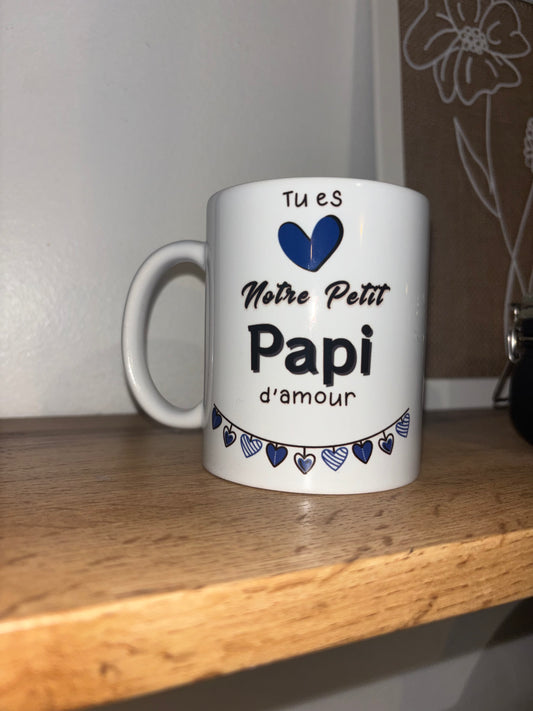 Tu es
Notre Petit
Papi
d'amour